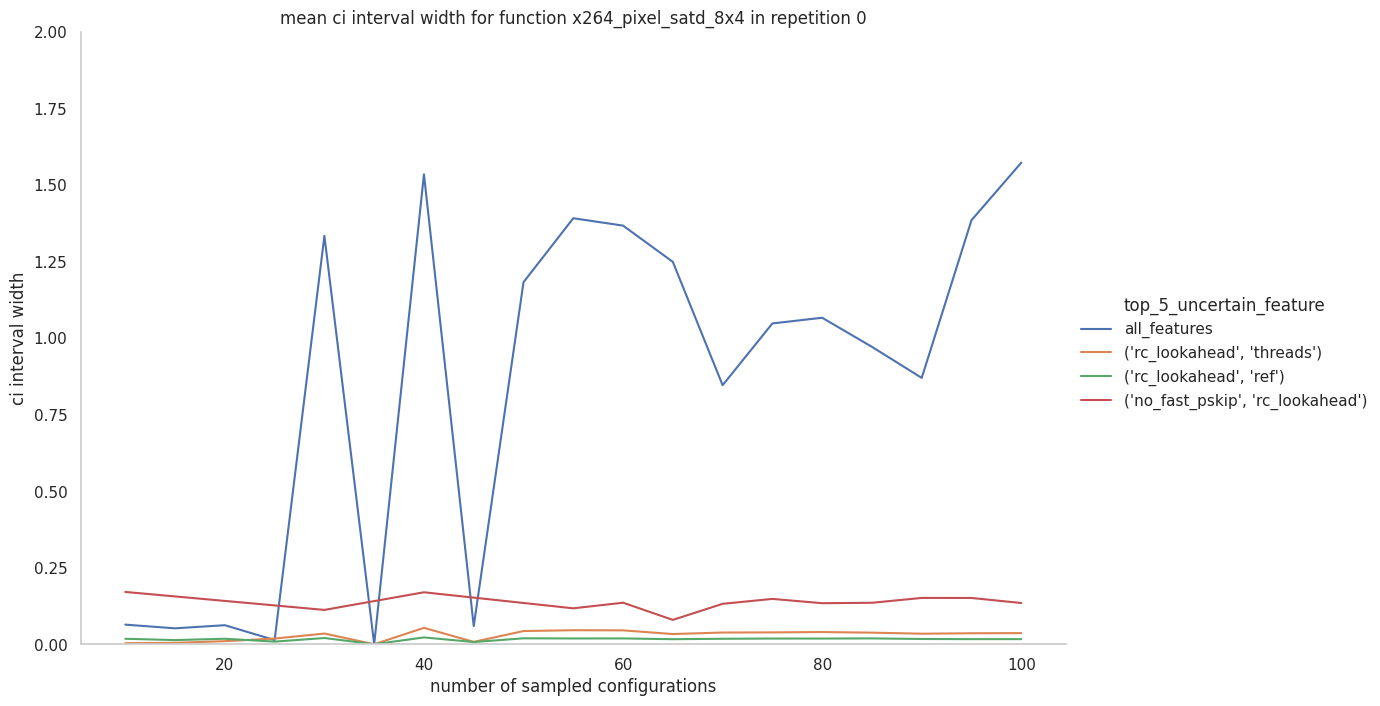 mean ci interval width for function x264_pixel_satd_8x4 in repetition 0
2.00
1.75
1.50
1.25
1.00
0.75
0.50
0.25
0.00
ci interval width
20
40
60
80
100
number of sampled configurations
top_5_uncertain_feature
all_features
('rc_lookahead', 'threads')
('rc_lookahead', 'ref')
('no_fast_pskip', 'rc_lookahead')